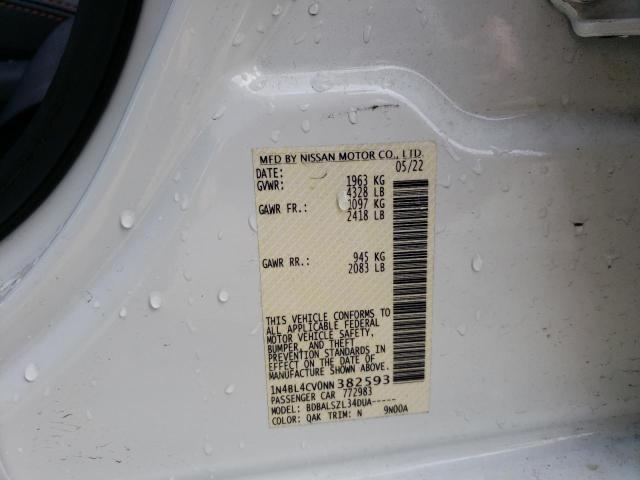 MFD BY NISSAN MOTOR CO., LTD.
DATE: 05/22
GVWR: 1963 KG
4328 LB
GAWR FR.: 1097 KG
2418 LB
GAWR RR.: 945 KG
2083 LB
THIS VEHICLE CONFORMS TO
ALL APPLICABLE FEDERAL
MOTOR VEHICLE SAFETY,
BUMPER, AND THEFT
PREVENTION STANDARDS IN
EFFECT ON THE DATE OF
MANUFACTURE SHOWN ABOVE.
1N4BL4CV0NN 382593
PASSENGER CAR 772983
MODEL: BDBALSZL34DUA-----
COLOR: QAK TRIM: N 9N00A